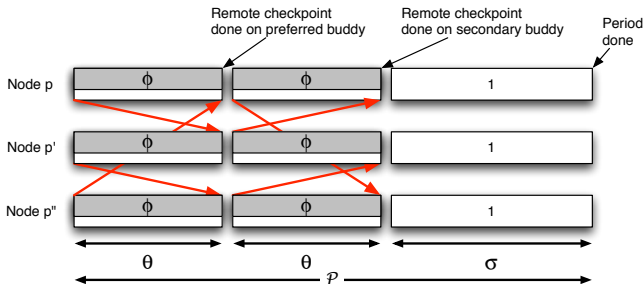 Remote checkpoint
done on preferred buddy
Remote checkpoint
done on secondary buddy
Period
done
Node p
ϕ
ϕ
1
Node p'
ϕ
ϕ
1
Node p"
ϕ
ϕ
1
θ
θ
σ
𝒫